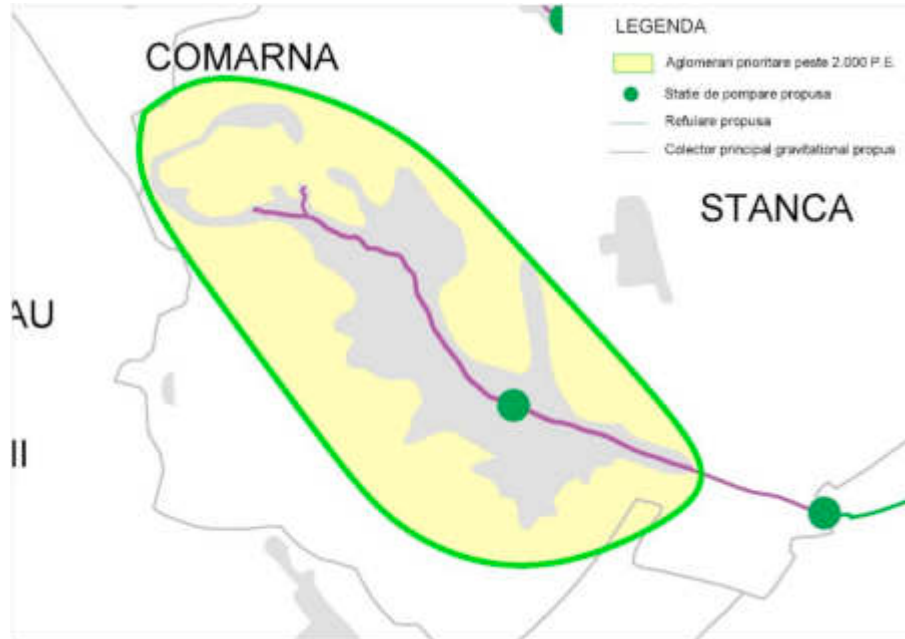 LEGENDA
COMARNA
Aglomerari prioritare peste 2.000 P.E.
Statie de pompare propusa
Refulare propusa
Colector principal gravitational propus
STANCA
AU
II